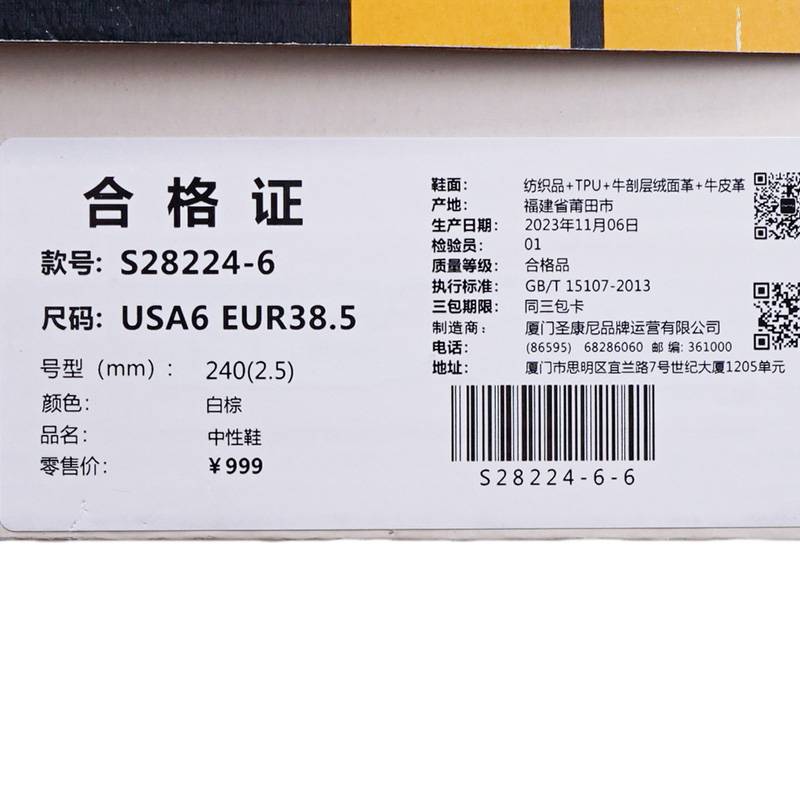 合格证
款号: S28224-6
尺码: USA6 EUR38.5
号型（mm）: 240(2.5)
颜色: 白棕
品名: 中性鞋
零售价: ￥999
鞋面: 纺织品+TPU+牛剖层绒面革+牛皮革
产地: 福建省莆田市
生产日期: 2023年11月06日
检验员: 01
质量等级: 合格品
执行标准: GB/T 15107-2013
三包期限: 同三包卡
制造商: 厦门圣康尼品牌运营有限公司
电话: (86595) 68286060 邮编: 361000
地址: 厦门市思明区宜兰路7号世纪大厦1205单元
S28224-6-6